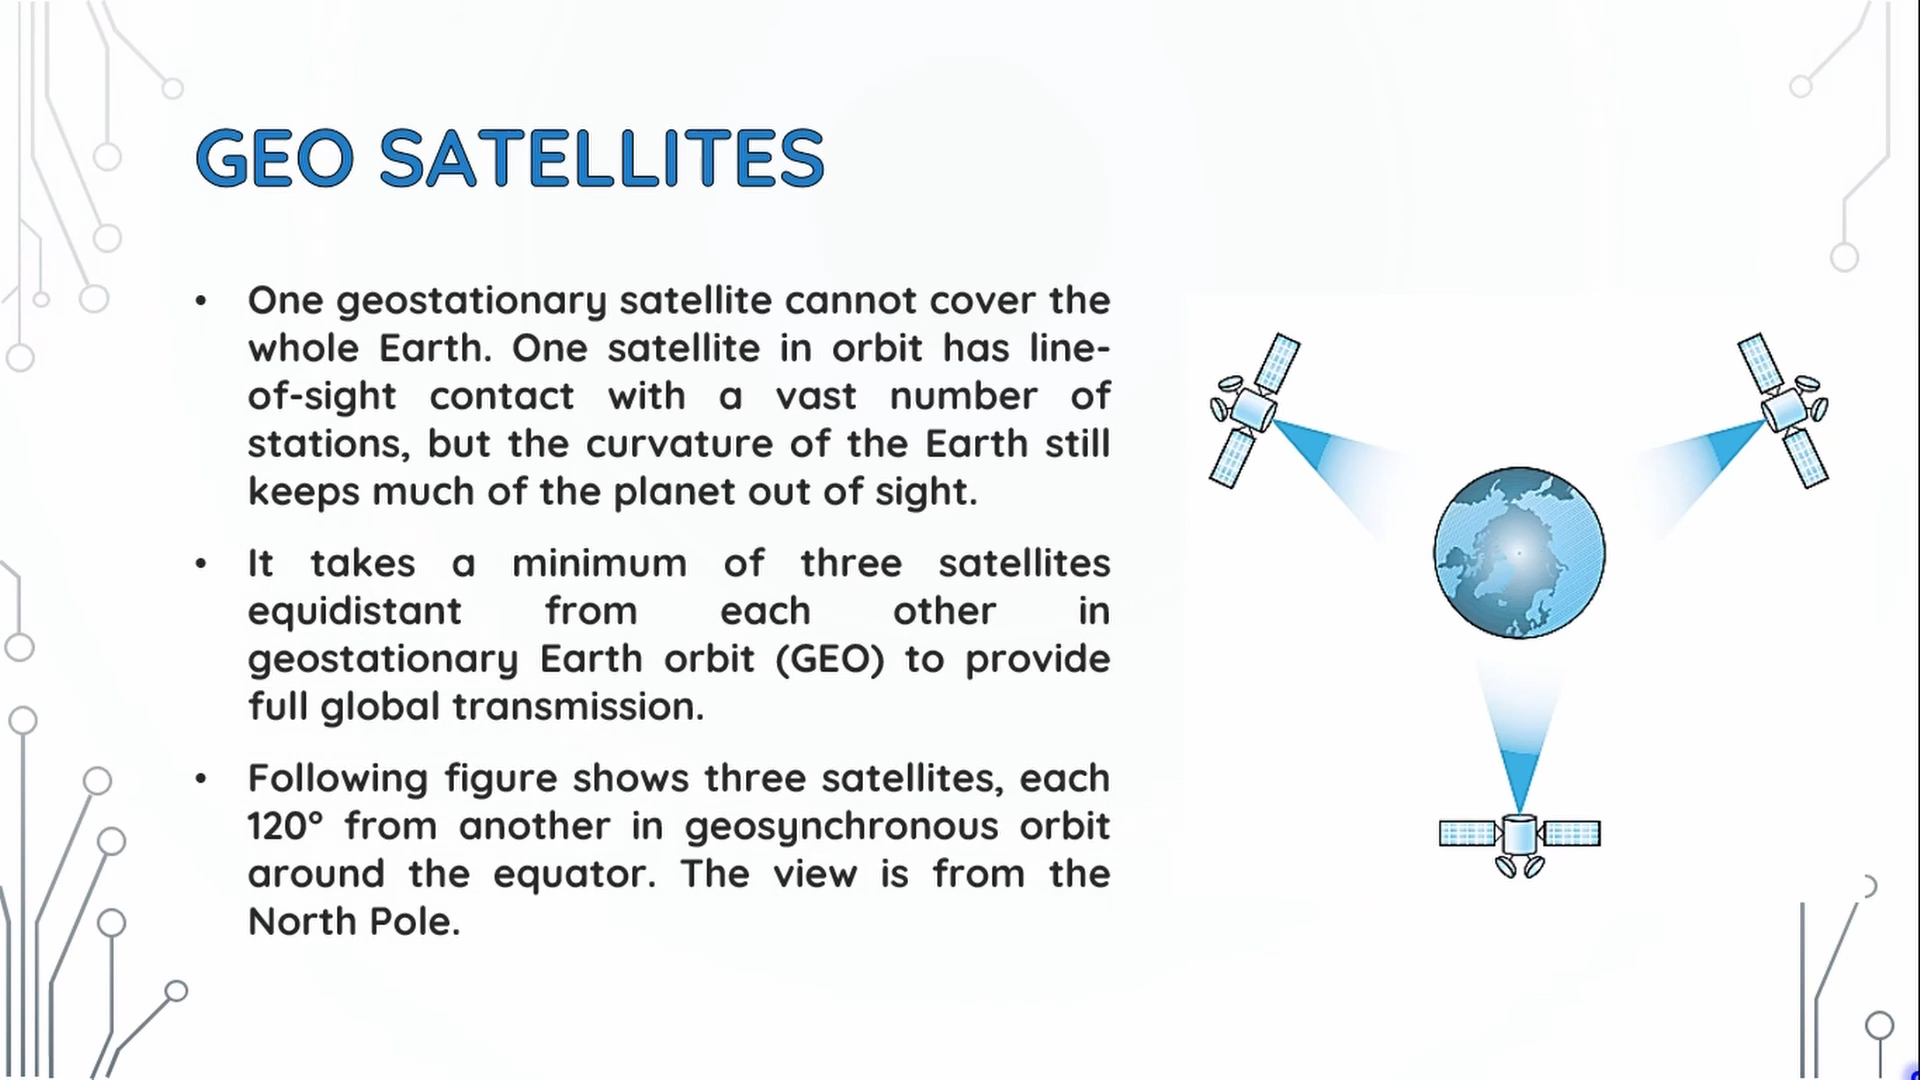 GEO SATELLITES
• One geostationary satellite cannot cover the
whole Earth. One satellite in orbit has line-
of-sight contact with a vast number of
stations, but the curvature of the Earth still
keeps much of the planet out of sight.
• It takes a minimum of three satellites
equidistant from each other in
geostationary Earth orbit (GEO) to provide
full global transmission.
• Following figure shows three satellites, each
120° from another in geosynchronous orbit
around the equator. The view is from the
North Pole.